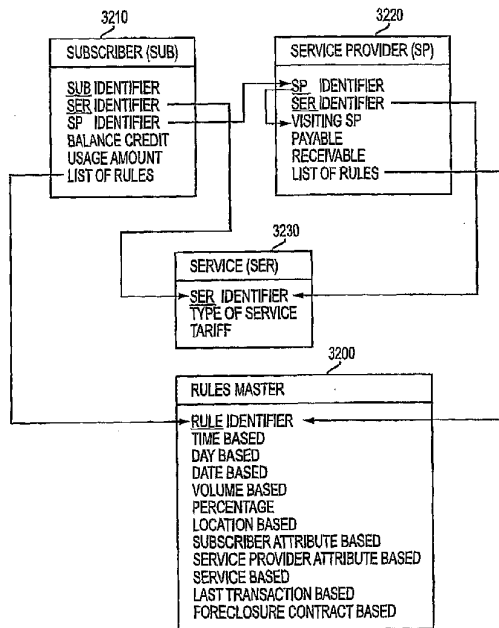 3210
SUBSCRIBER (SUB)
SUB IDENTIFIER
SER IDENTIFIER
SP IDENTIFIER
BALANCE CREDIT
USAGE AMOUNT
LIST OF RULES
3220
SERVICE PROVIDER (SP)
SP IDENTIFIER
SER IDENTIFIER
VISITING SP
PAYABLE
RECEIVABLE
LIST OF RULES
3230
SERVICE (SER)
SER IDENTIFIER
TYPE OF SERVICE
TARIFF
3200
RULES MASTER
RULE IDENTIFIER
TIME BASED
DAY BASED
DATE BASED
VOLUME BASED
PERCENTAGE
LOCATION BASED
SUBSCRIBER ATTRIBUTE BASED
SERVICE PROVIDER ATTRIBUTE BASED
SERVICE BASED
LAST TRANSACTION BASED
FORECLOSURE CONTRACT BASED